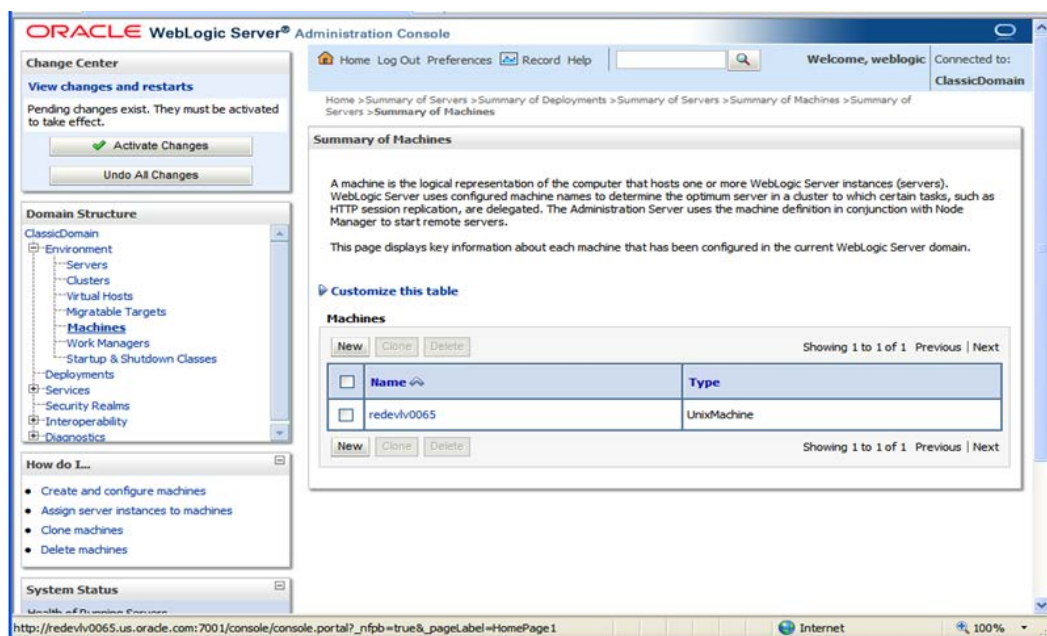 ORACLE WebLogic Server® Administration Console
Change Center
View changes and restarts
Pending changes exist. They must be activated
to take effect.
Activate Changes
Undo All Changes
Domain Structure
ClassicDomain
Environment
Servers
Clusters
Virtual Hosts
Migratable Targets
Machines
Work Managers
Startup & Shutdown Classes
Deployments
Services
Security Realms
Interoperability
Diagnostics
How do I...
Create and configure machines
Assign server instances to machines
Clone machines
Delete machines
System Status
Health of Running Servers
Home Log Out Preferences Record Help
Welcome, weblogic
Connected to:
ClassicDomain
Home >Summary of Servers >Summary of Deployments >Summary of Servers >Summary of Machines >Summary of
Servers >Summary of Machines
Summary of Machines
A machine is the logical representation of the computer that hosts one or more WebLogic Server instances (servers).
WebLogic Server uses configured machine names to determine the optimum server in a cluster to which certain tasks, such as
HTTP session replication, are delegated. The Administration Server uses the machine definition in conjunction with Node
Manager to start remote servers.
This page displays key information about each machine that has been configured in the current WebLogic Server domain.
Customize this table
Machines
New Clone Delete Showing 1 to 1 of 1 Previous | Next
Name Type
redevlv0065 UnixMachine
New Clone Delete Showing 1 to 1 of 1 Previous | Next
http://redevlv0065.us.oracle.com:7001/console/console.portal?_nfpb=true&_pageLabel=HomePage1 Internet 100%